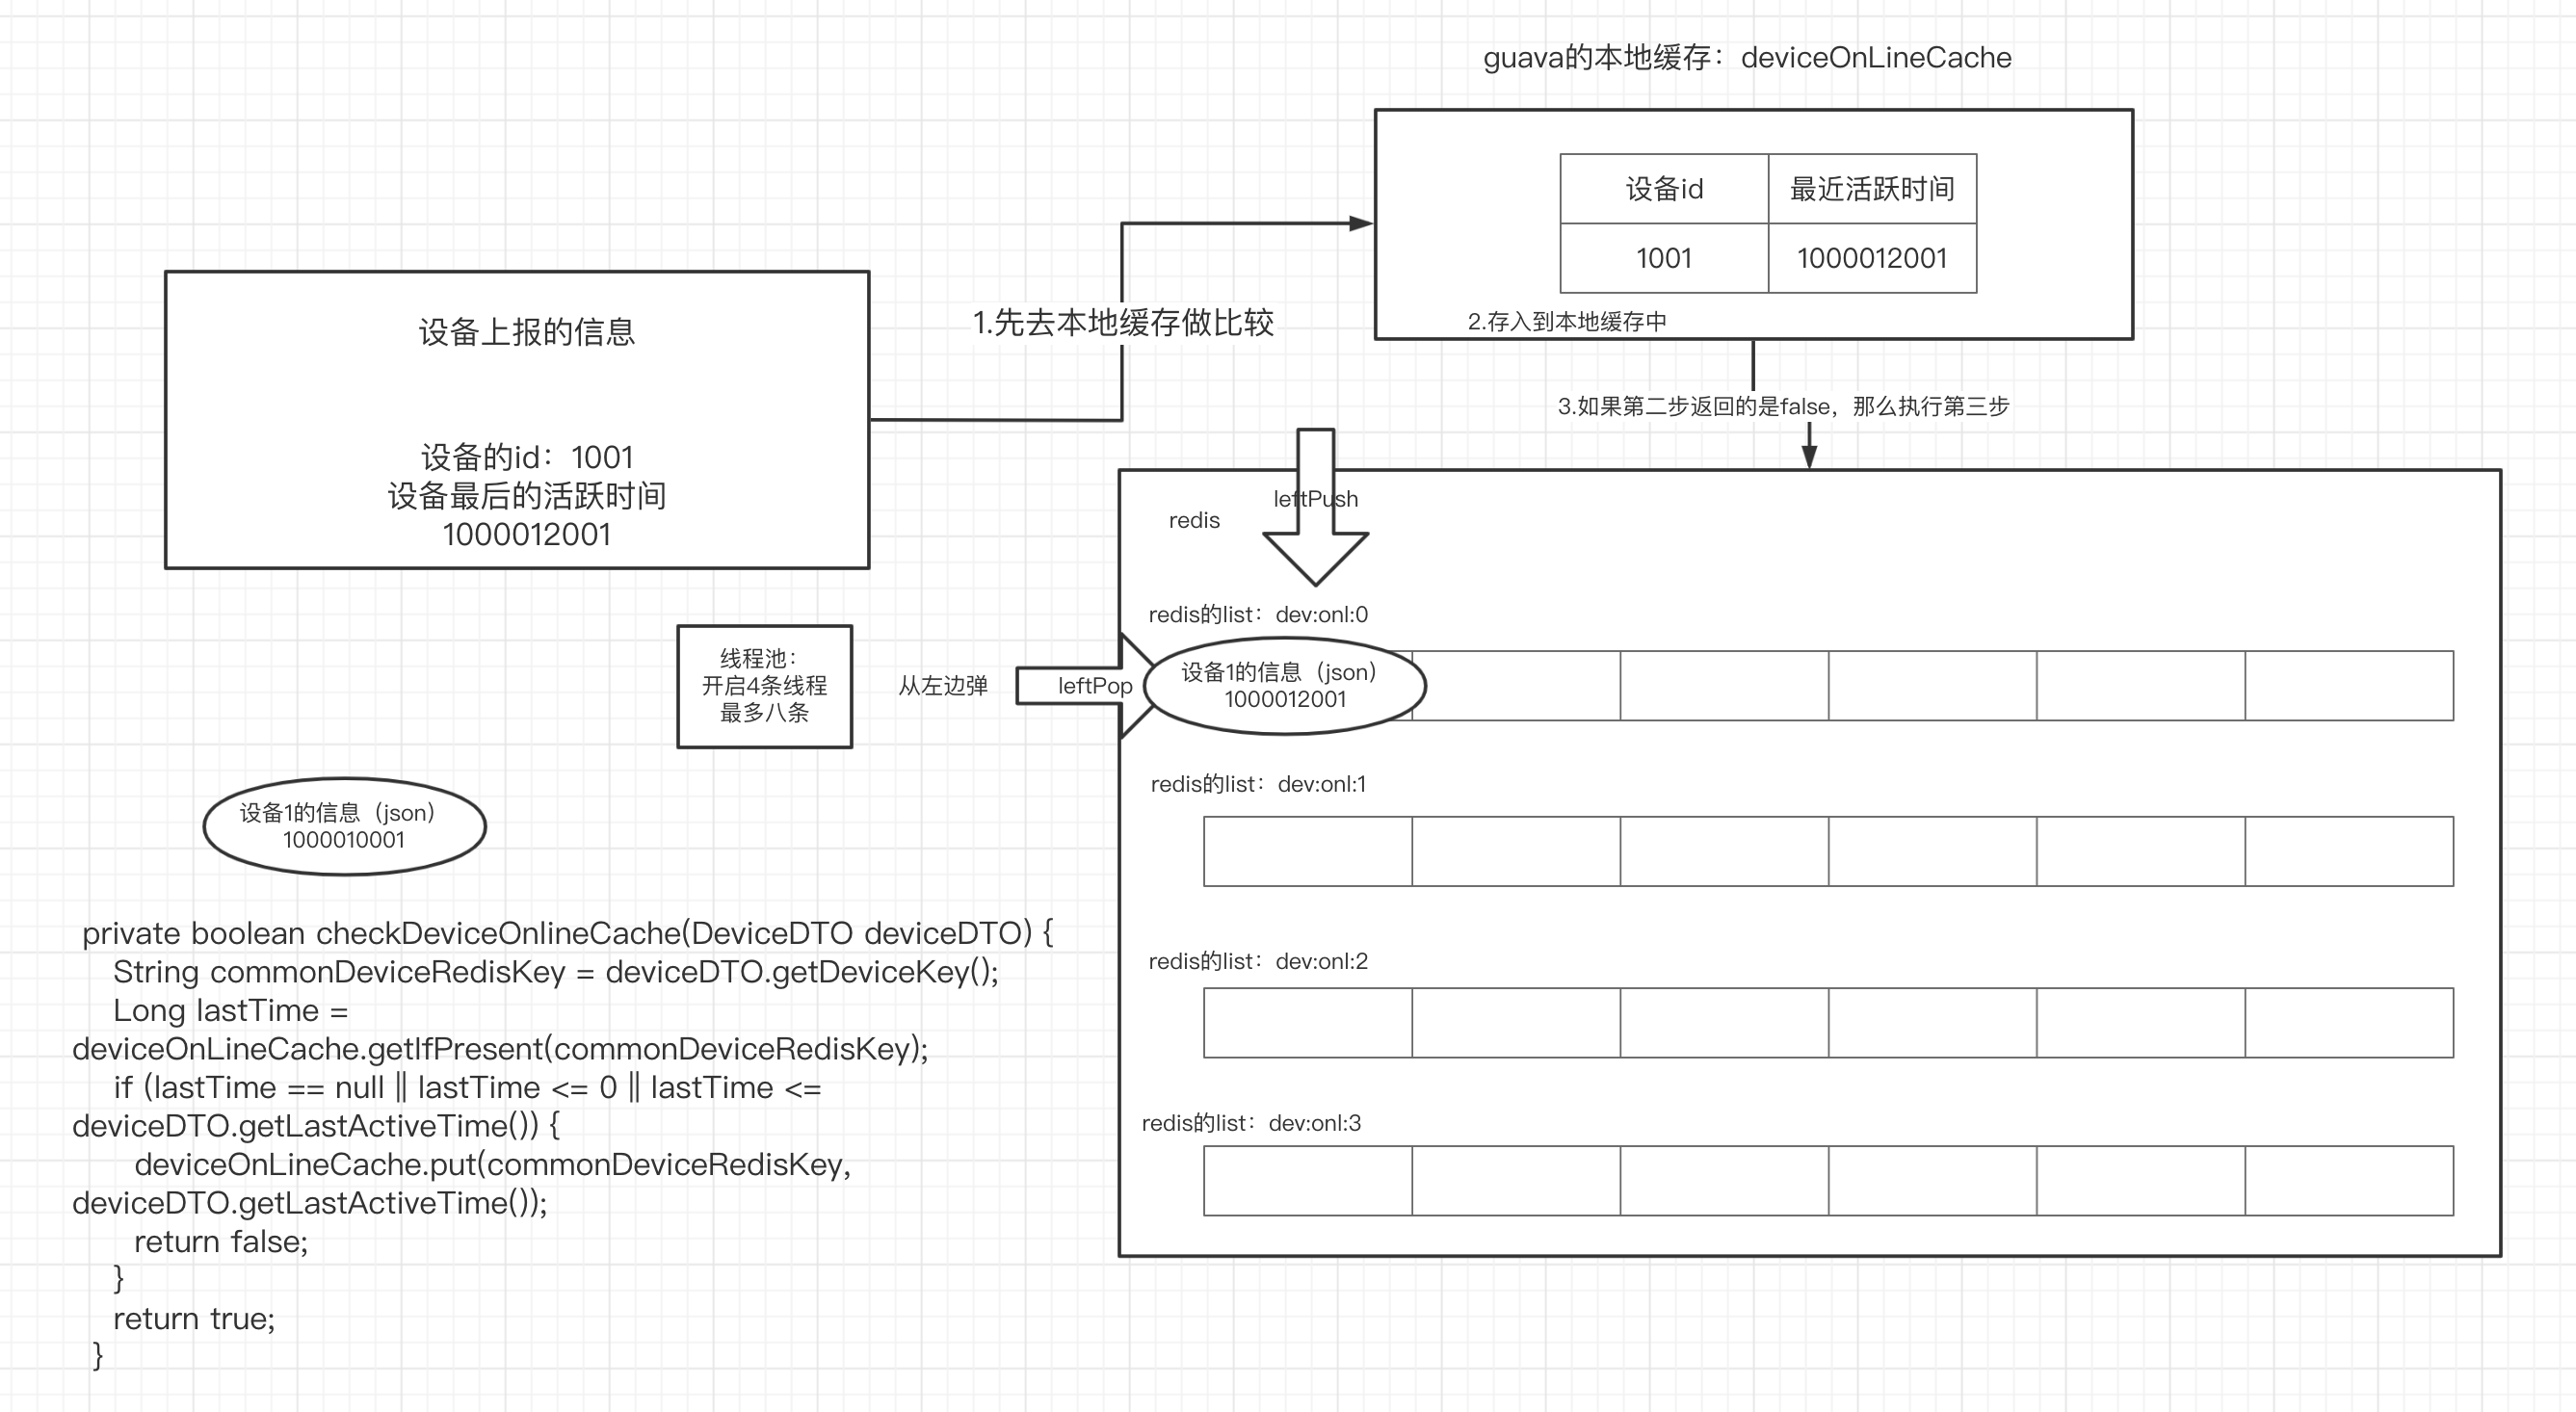 guava的本地缓存：deviceOnLineCache
设备id
最近活跃时间
1001
1000012001
2.存入到本地缓存中
设备上报的信息
设备的id：1001
设备最后的活跃时间
1000012001
1.先去本地缓存做比较
3.如果第二步返回的是false，那么执行第三步
leftPush
redis
redis的list：dev:onl:0
线程池：
开启4条线程
最多八条
从左边弹
leftPop
设备1的信息（json）
1000012001
redis的list：dev:onl:1
设备1的信息（json）
1000010001
redis的list：dev:onl:2
redis的list：dev:onl:3
private boolean checkDeviceOnlineCache(DeviceDTO deviceDTO) {
String commonDeviceRedisKey = deviceDTO.getDeviceKey();
Long lastTime =
deviceOnLineCache.getIfPresent(commonDeviceRedisKey);
if (lastTime == null || lastTime <= 0 || lastTime <=
deviceDTO.getLastActiveTime()) {
deviceOnLineCache.put(commonDeviceRedisKey,
deviceDTO.getLastActiveTime());
return false;
}
return true;
}